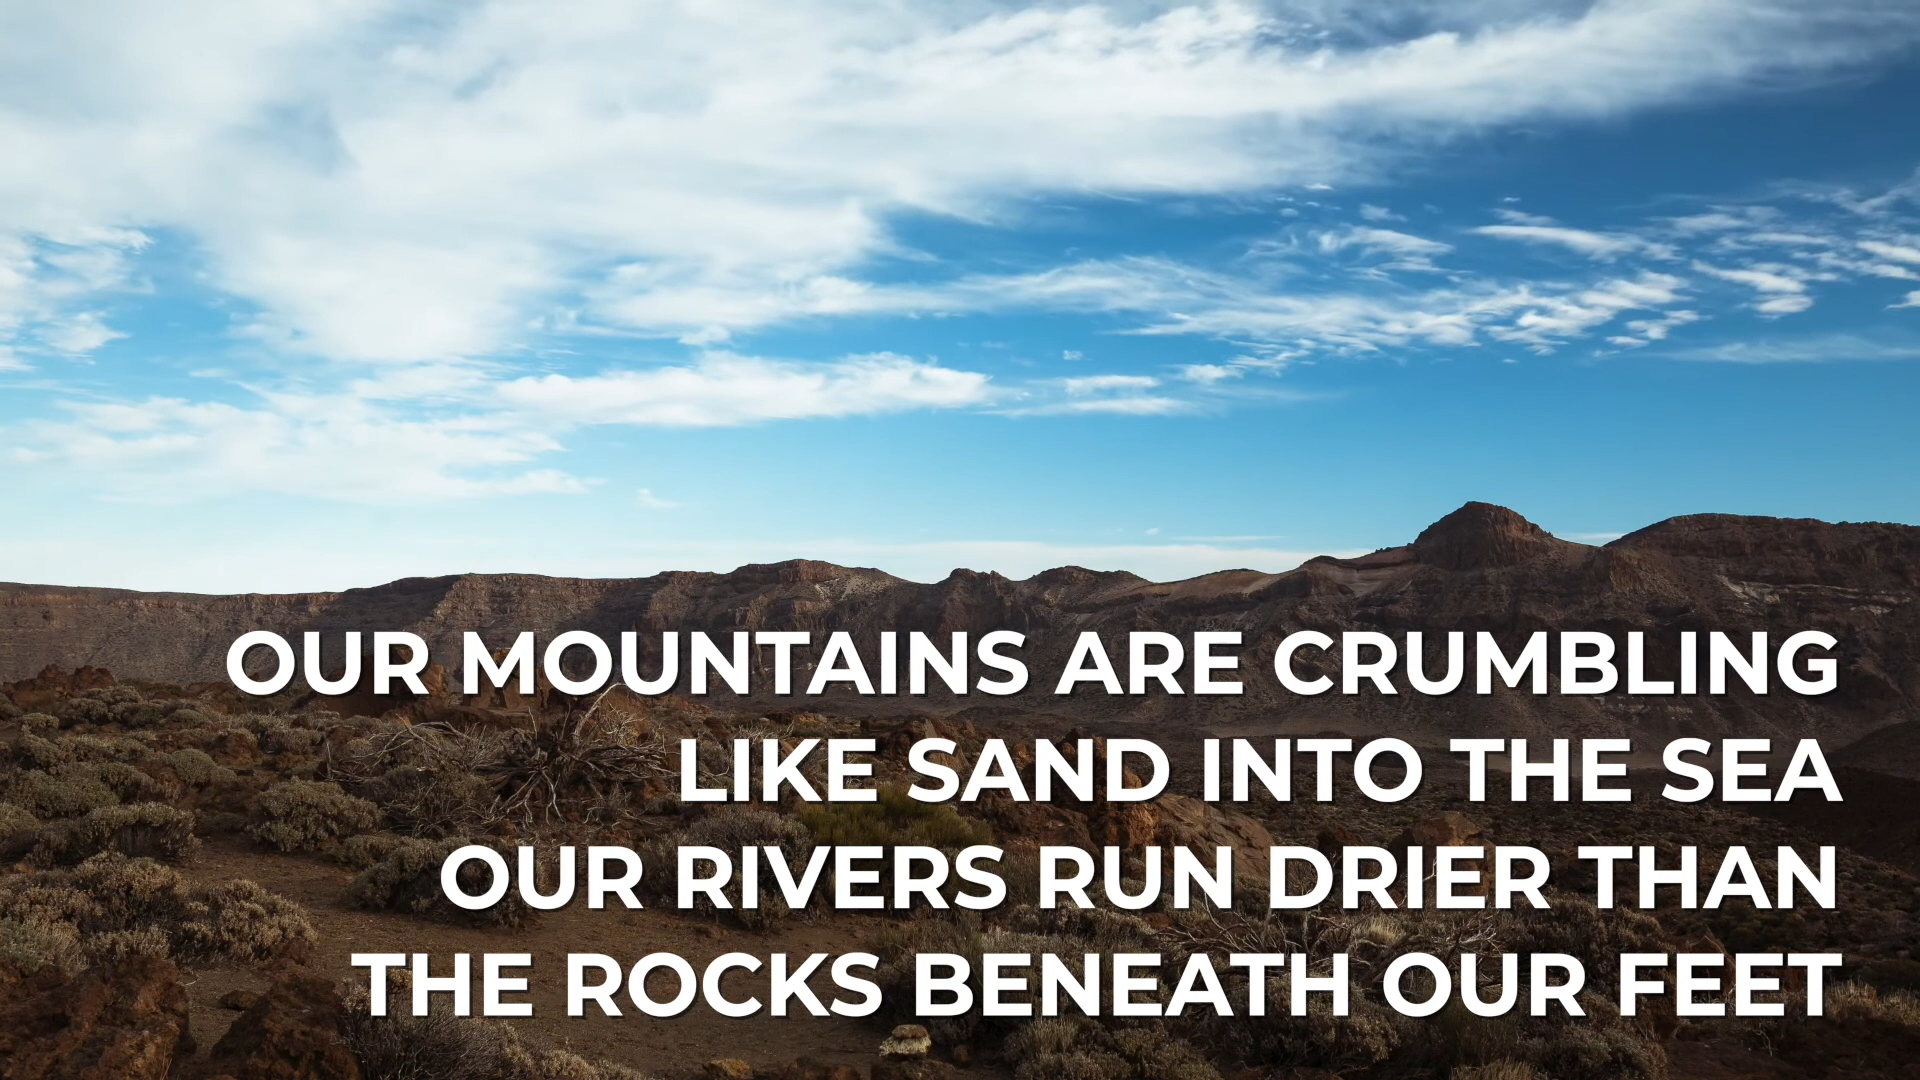 OUR MOUNTAINS ARE CRUMBLING
LIKE SAND INTO THE SEA
OUR RIVERS RUN DRIER THAN
THE ROCKS BENEATH OUR FEET